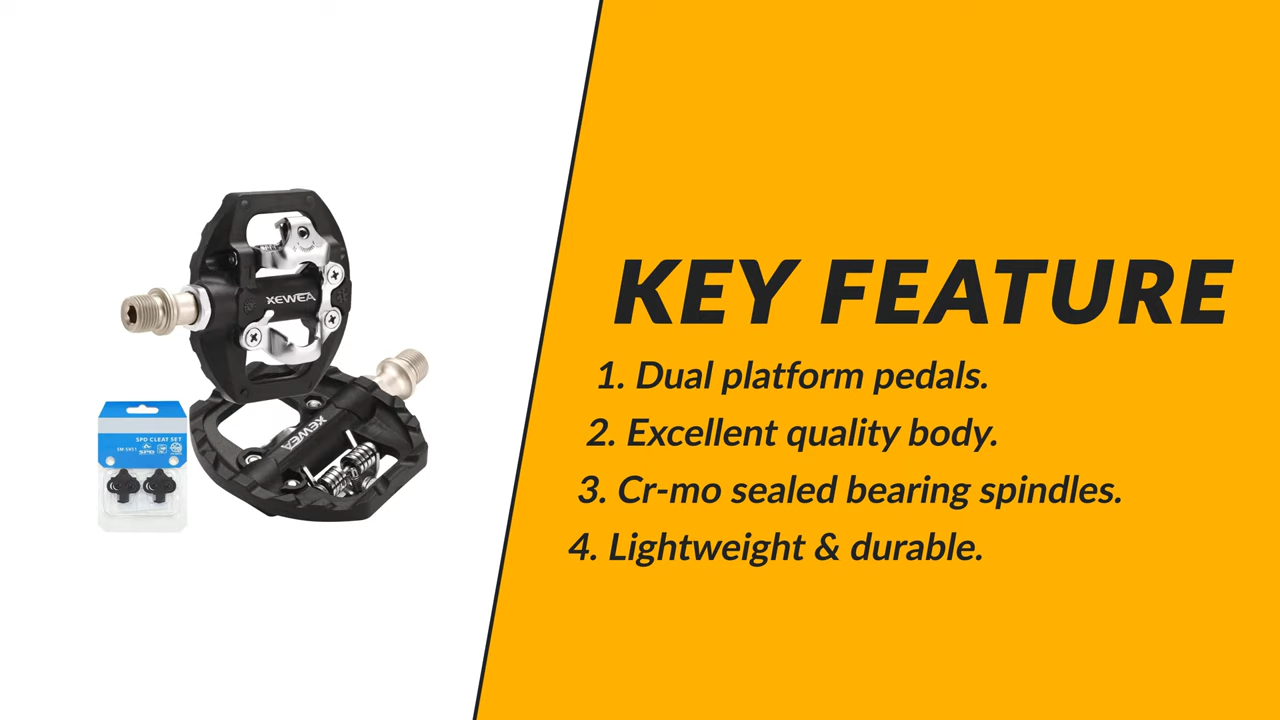 KEY FEATURE
1. Dual platform pedals.
2. Excellent quality body.
3. Cr-mo sealed bearing spindles.
4. Lightweight & durable.
XEWEA
XEWEA
SPD CLEAT SET
SM-SH51
SPD